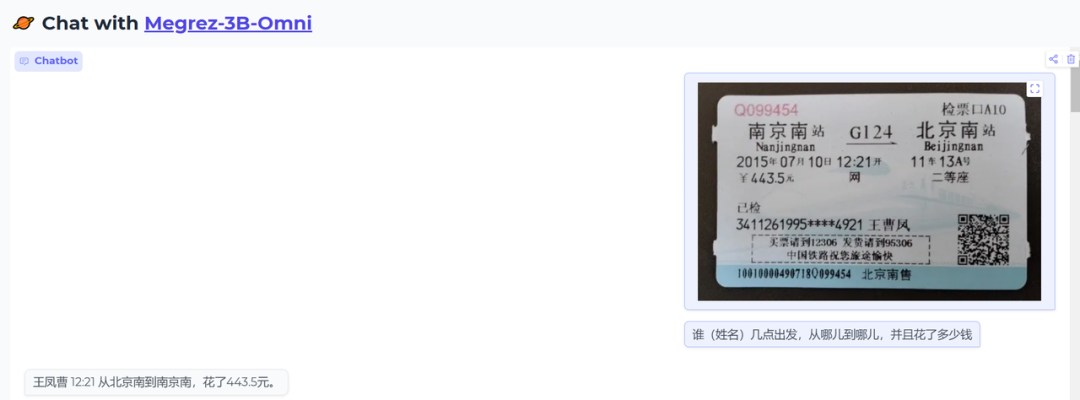 Chat with Megrez-3B-Omni
Chatbot
Q099454 检票口A10
南京南站 G124 北京南站
Nanjingnan Beijingnan
2015年07月10日12:21开 11车13A号
￥443.5元 网 二等座
已检
3411261995****4921 王曹凤
买票请到12306 发货请到95306
中国铁路祝您旅途愉快
10010000490718Q099454 北京南售
谁（姓名）几点出发，从哪儿到哪儿，并且花了多少钱
王凤曹 12:21 从北京南到南京南，花了443.5元。